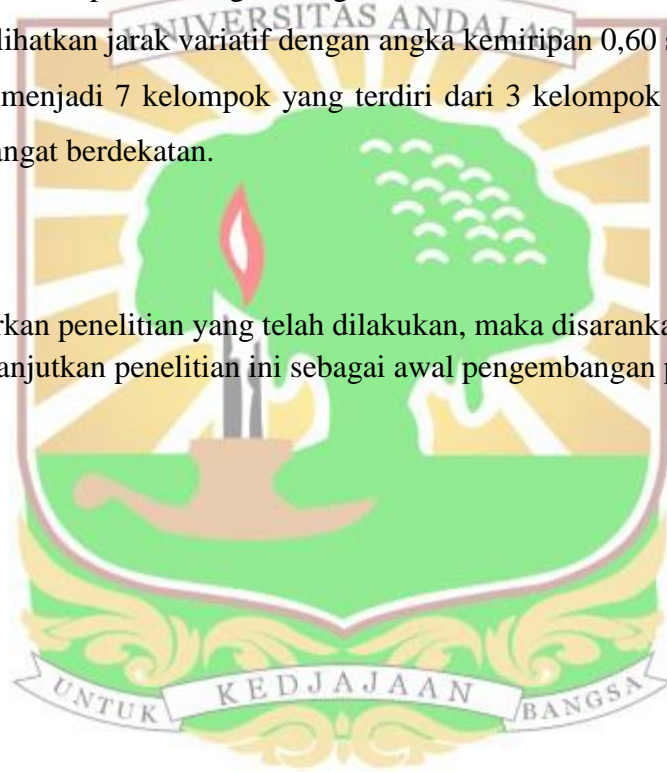 UNIVERSITAS ANDALAS
lihatkan jarak variatif dengan angka kemiripan 0,60 s
menjadi 7 kelompok yang terdiri dari 3 kelompok
angat berdekatan.
rkan penelitian yang telah dilakukan, maka disaranka
anjutkan penelitian ini sebagai awal pengembangan p
UNTUK KEDJAJAAN BANGSA